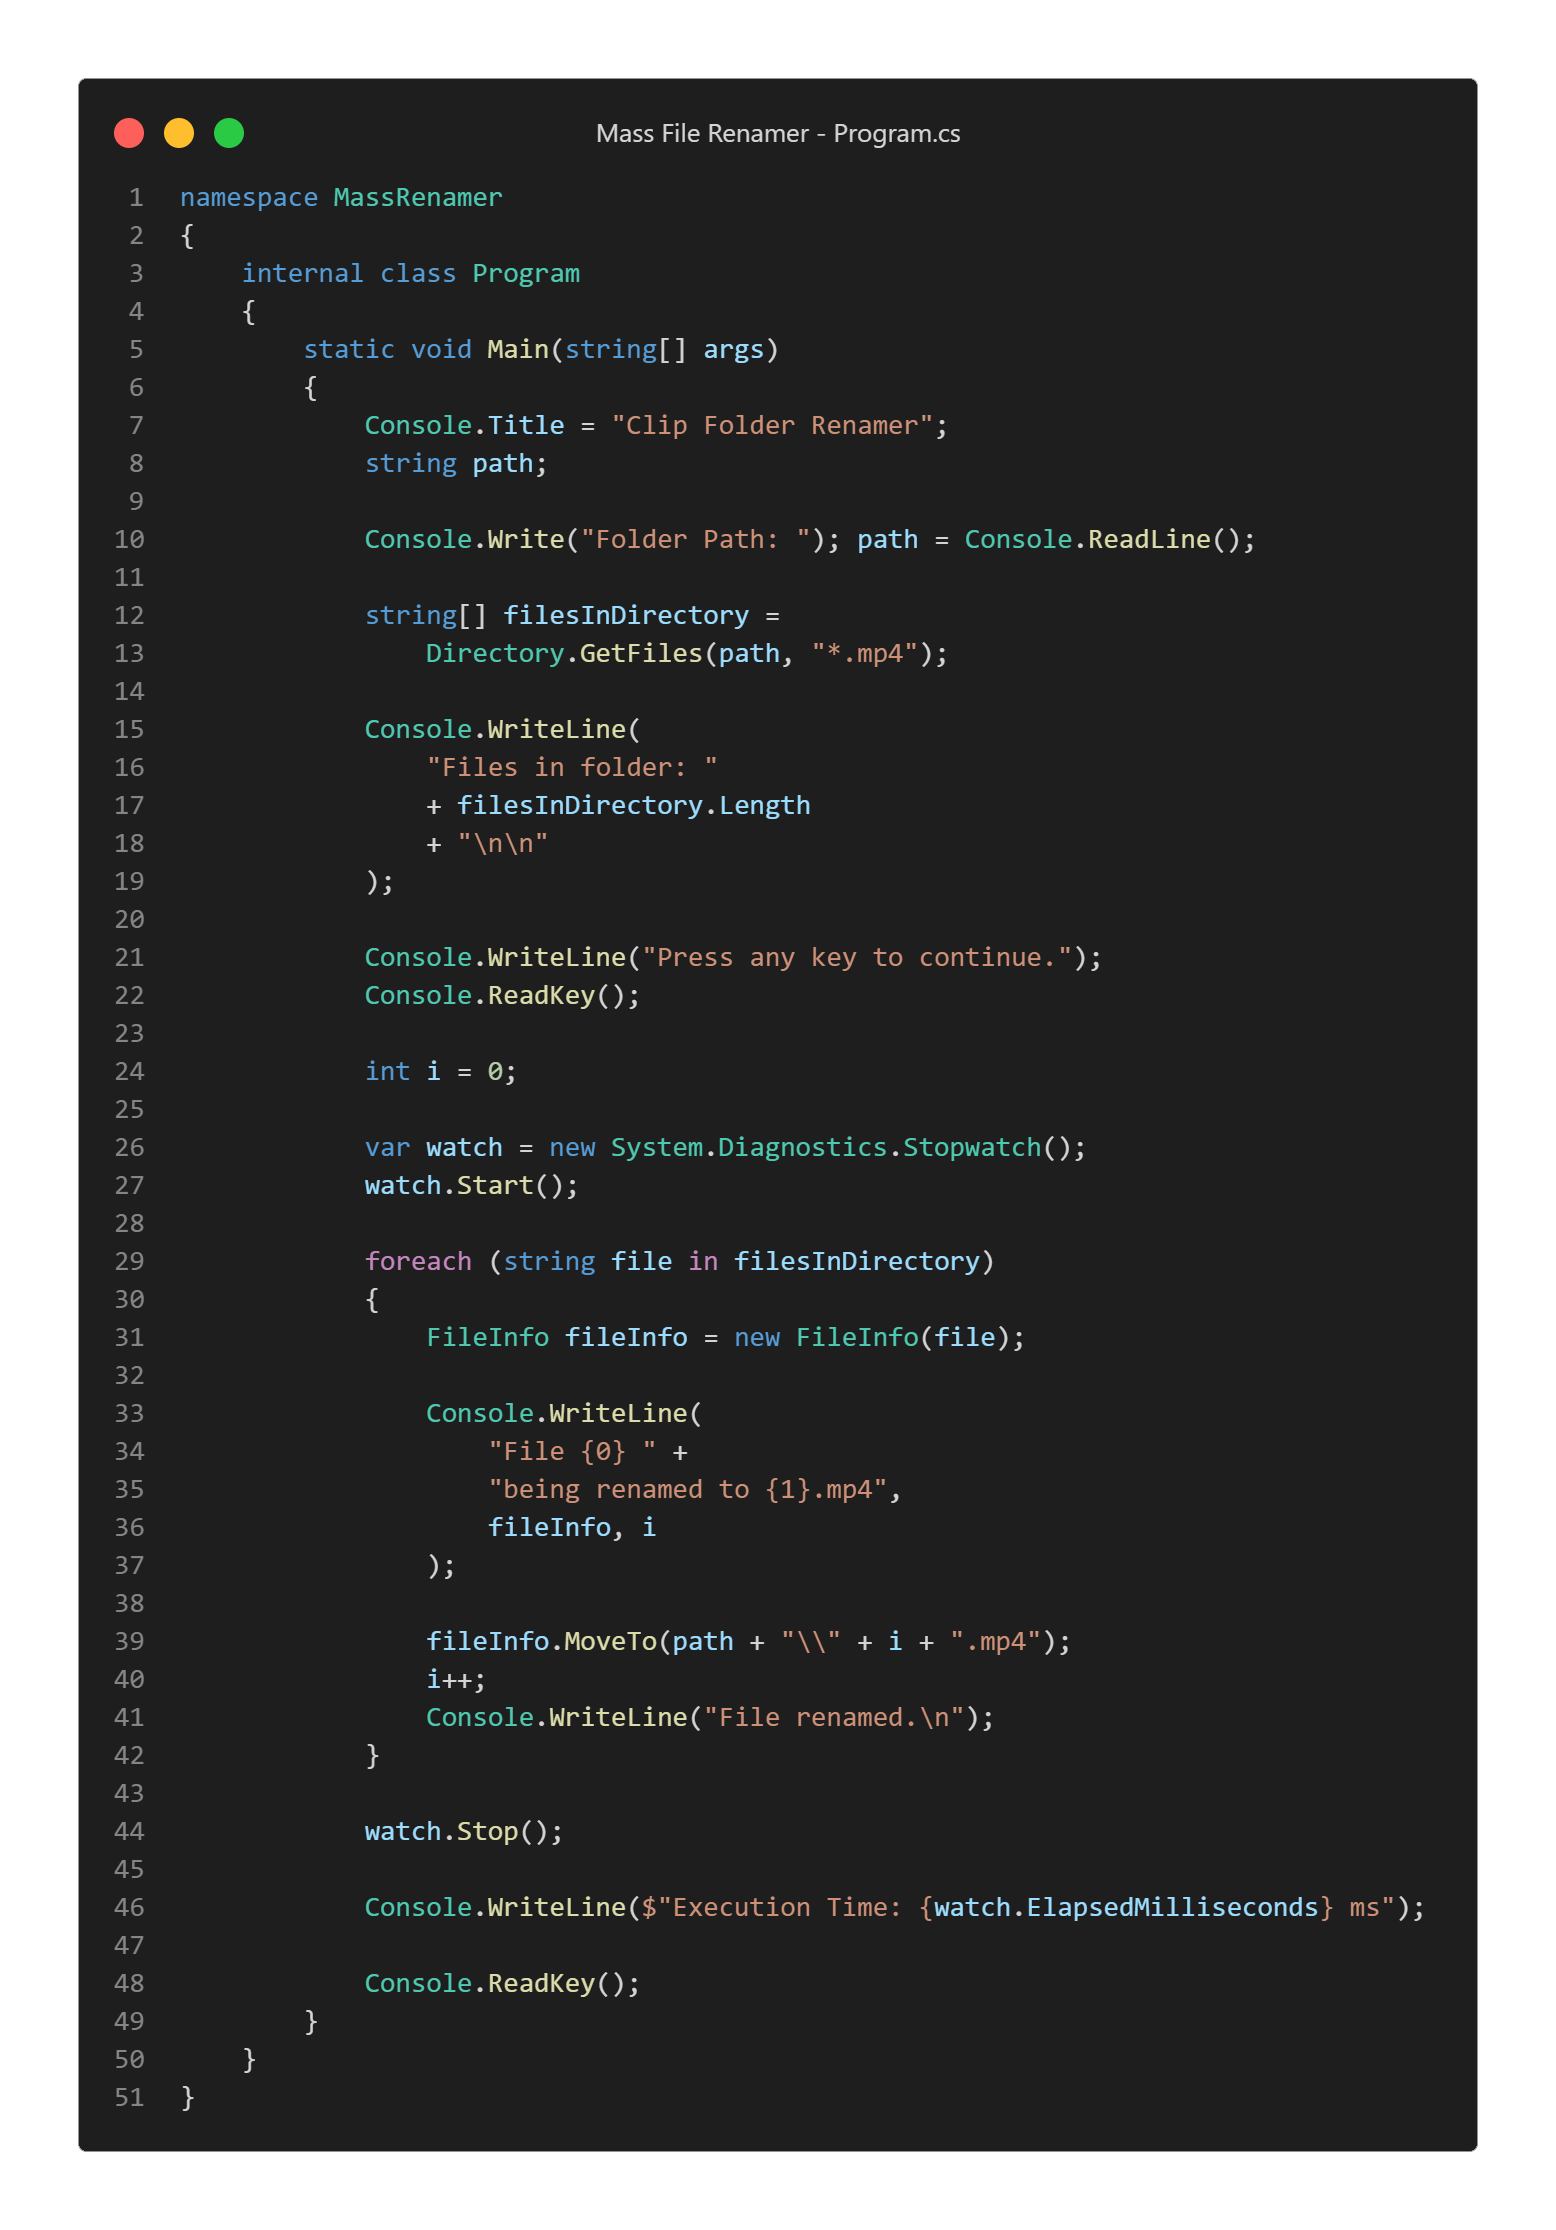 Mass File Renamer - Program.cs
1 namespace MassRenamer
2 {
3     internal class Program
4     {
5         static void Main(string[] args)
6         {
7             Console.Title = "Clip Folder Renamer";
8             string path;
9
10             Console.Write("Folder Path: "); path = Console.ReadLine();
11
12             string[] filesInDirectory =
13                 Directory.GetFiles(path, "*.mp4");
14
15             Console.WriteLine(
16                 "Files in folder: "
17                 + filesInDirectory.Length
18                 + "\n\n"
19             );
20
21             Console.WriteLine("Press any key to continue.");
22             Console.ReadKey();
23
24             int i = 0;
25
26             var watch = new System.Diagnostics.Stopwatch();
27             watch.Start();
28
29             foreach (string file in filesInDirectory)
30             {
31                 FileInfo fileInfo = new FileInfo(file);
32
33                 Console.WriteLine(
34                     "File {0} " +
35                     "being renamed to {1}.mp4",
36                     fileInfo, i
37                 );
38
39                 fileInfo.MoveTo(path + "\\" + i + ".mp4");
40                 i++;
41                 Console.WriteLine("File renamed.\n");
42             }
43
44             watch.Stop();
45
46             Console.WriteLine($"Execution Time: {watch.ElapsedMilliseconds} ms");
47
48             Console.ReadKey();
49         }
50     }
51 }